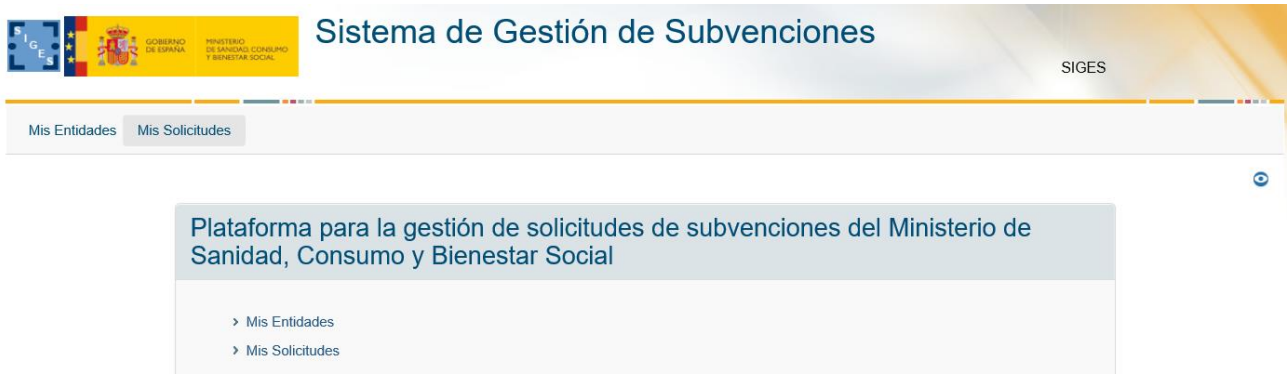 SIGES
GOBIERNO
DE ESPAÑA
MINISTERIO
DE SANIDAD, CONSUMO
Y BIENESTAR SOCIAL
Sistema de Gestión de Subvenciones
SIGES
Mis Entidades Mis Solicitudes
Plataforma para la gestión de solicitudes de subvenciones del Ministerio de
Sanidad, Consumo y Bienestar Social
Mis Entidades
Mis Solicitudes